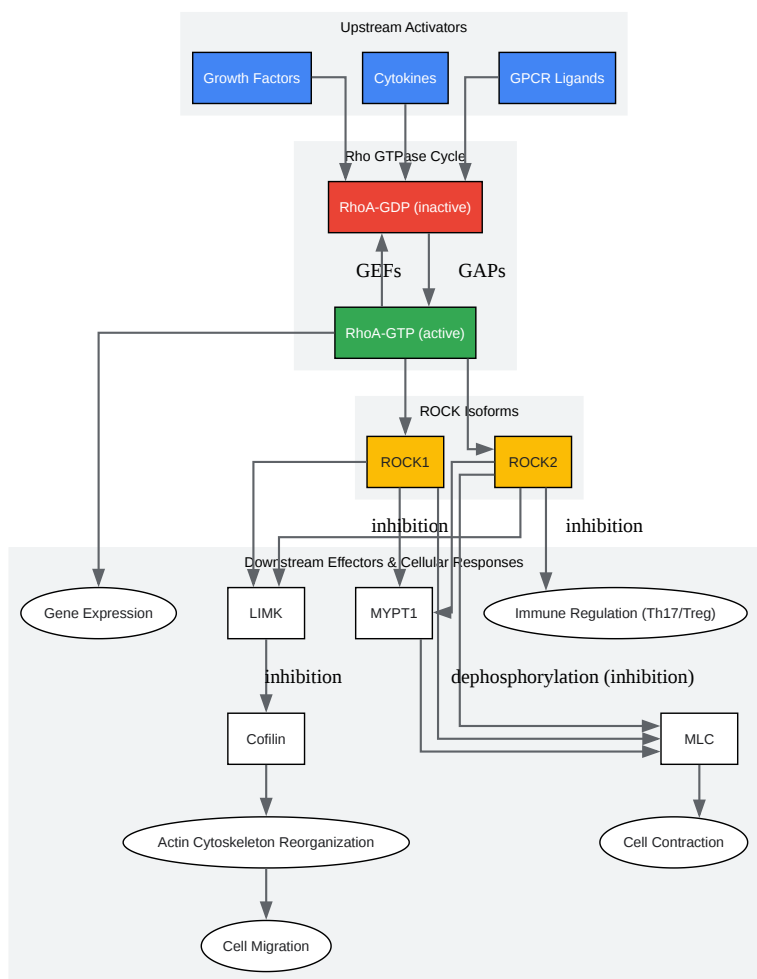 Upstream Activators
Growth Factors
Cytokines
GPCR Ligands
Rho GTPase Cycle
RhoA-GDP (inactive)
GEFs
GAPs
RhoA-GTP (active)
ROCK Isoforms
ROCK1
ROCK2
inhibition
inhibition
Downstream Effectors & Cellular Responses
Gene Expression
LIMK
MYPT1
Immune Regulation (Th17/Treg)
inhibition
dephosphorylation (inhibition)
Cofilin
MLC
Actin Cytoskeleton Reorganization
Cell Contraction
Cell Migration